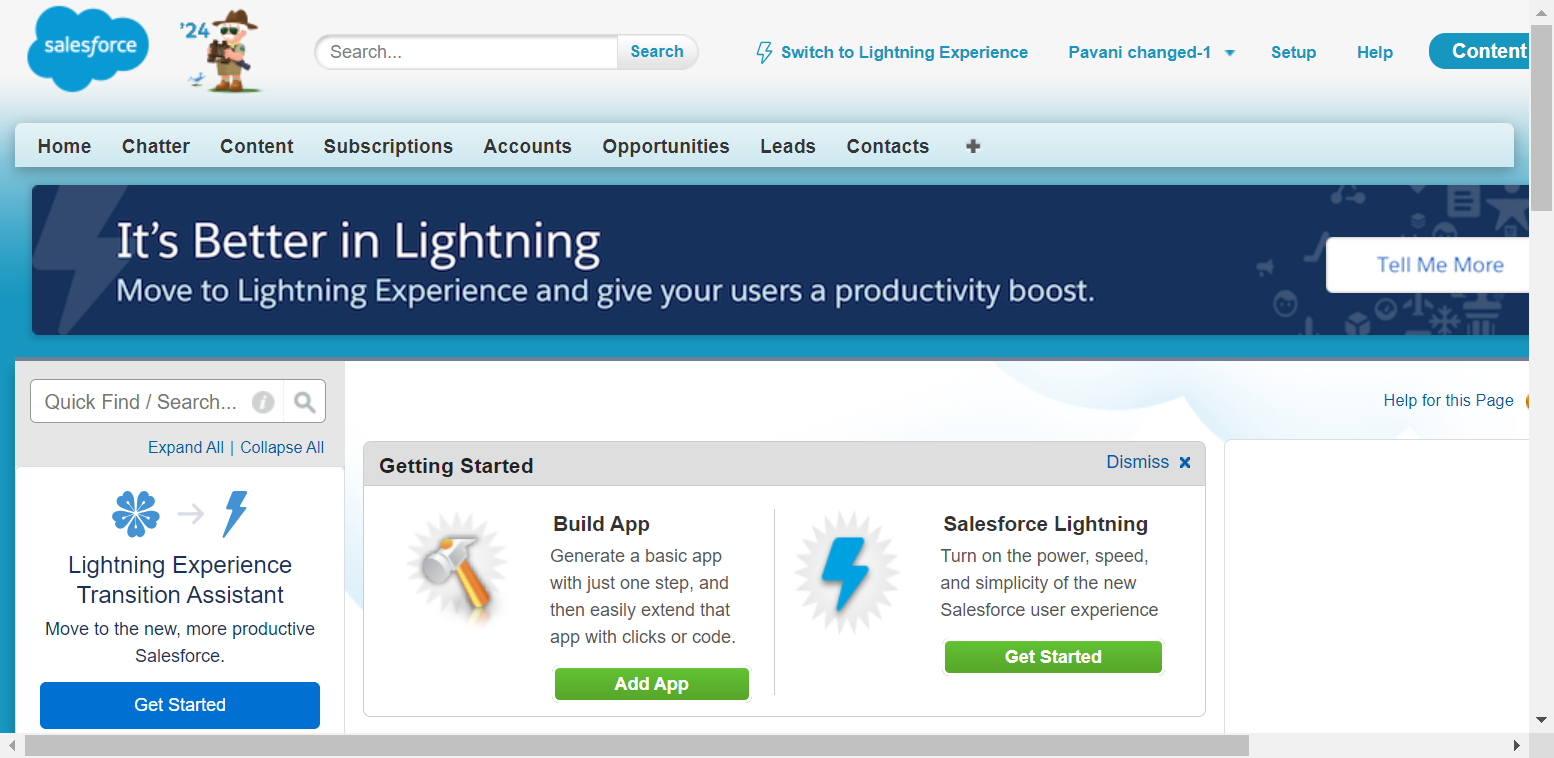 salesforce
'24
Search...
Search
Switch to Lightning Experience
Pavani changed-1
Setup
Help
Content
Home
Chatter
Content
Subscriptions
Accounts
Opportunities
Leads
Contacts
It's Better in Lightning
Move to Lightning Experience and give your users a productivity boost.
Tell Me More
Quick Find / Search...
Expand All | Collapse All
Lightning Experience
Transition Assistant
Move to the new, more productive
Salesforce.
Get Started
Help for this Page
Getting Started
Dismiss
Build App
Generate a basic app
with just one step, and
then easily extend that
app with clicks or code.
Add App
Salesforce Lightning
Turn on the power, speed,
and simplicity of the new
Salesforce user experience
Get Started